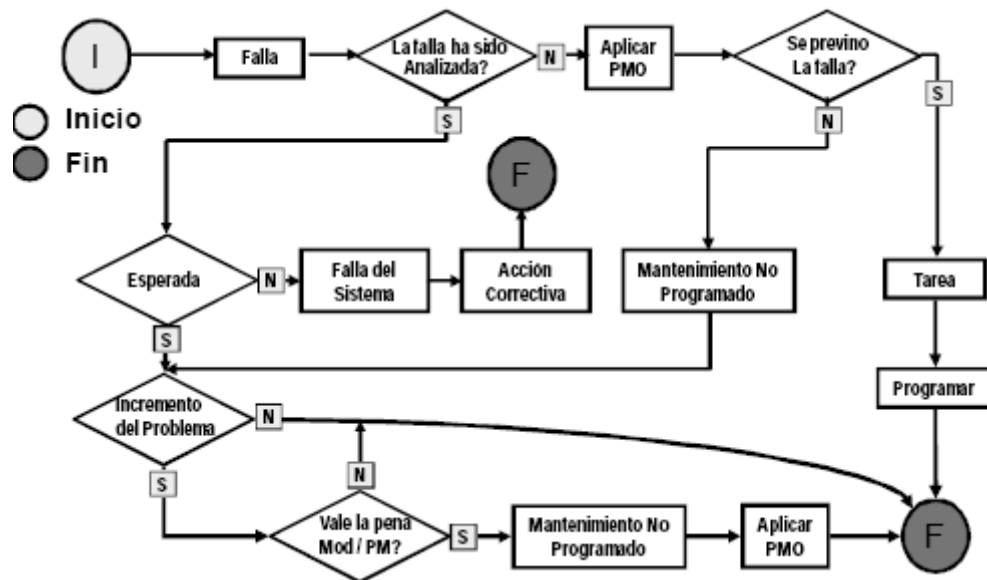 I
Falla
La falla ha sido
Analizada?
N
Aplicar
PMO
Se previno
La falla?
S
S
N
Inicio
Fin
F
Esperada
N
Falla del
Sistema
Acción
Correctiva
Mantenimiento No
Programado
Tarea
S
Incremento
del Problema
N
Programar
S
N
Vale la pena
Mod / PM?
S
Mantenimiento No
Programado
Aplicar
PMO
F